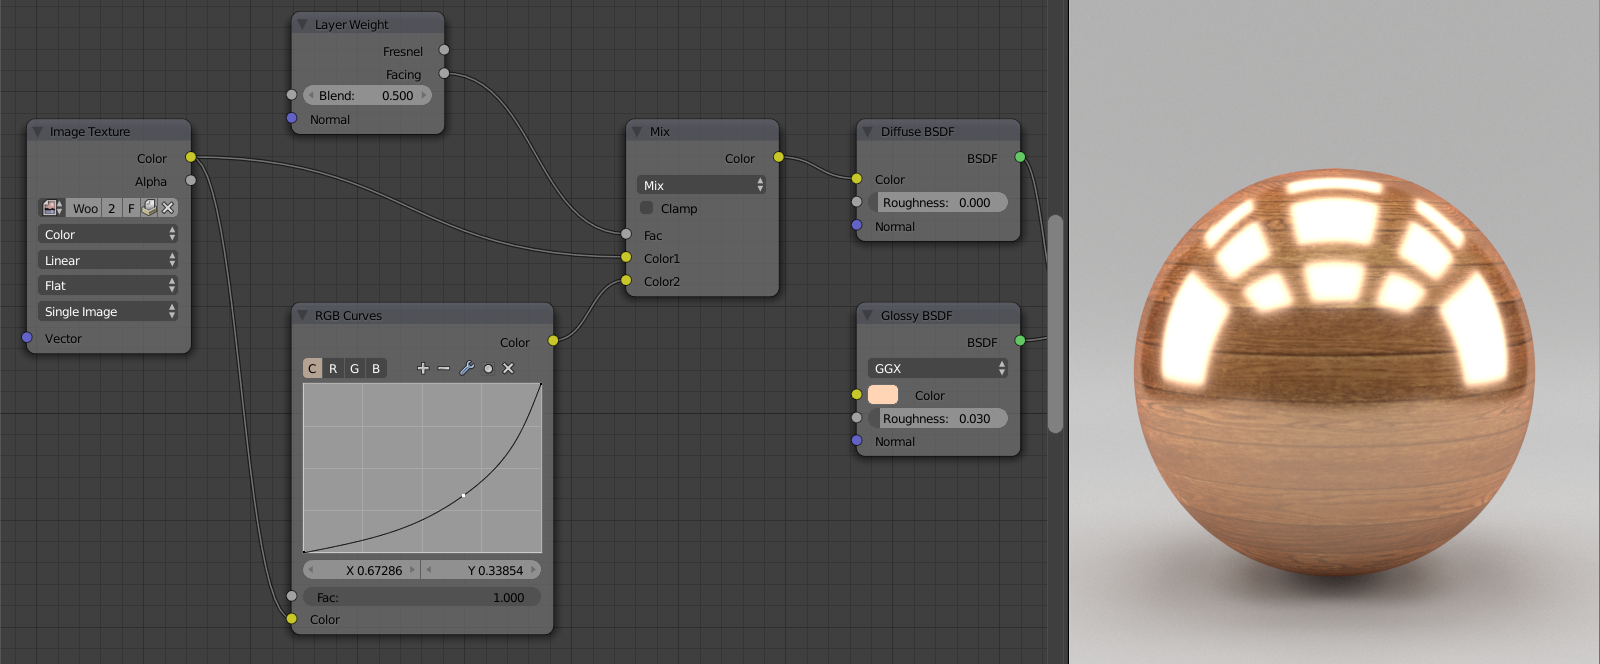 Layer Weight
Fresnel
Facing
Blend: 0.500
Normal
Image Texture
Color
Alpha
Woo 2 F
Color
Linear
Flat
Single Image
Vector
RGB Curves
Color
C R G B
X 0.67286 Y 0.33854
Fac: 1.000
Color
Mix
Color
Mix
Clamp
Fac
Color1
Color2
Diffuse BSDF
BSDF
Color
Roughness: 0.000
Normal
Glossy BSDF
BSDF
GGX
Color
Roughness: 0.030
Normal